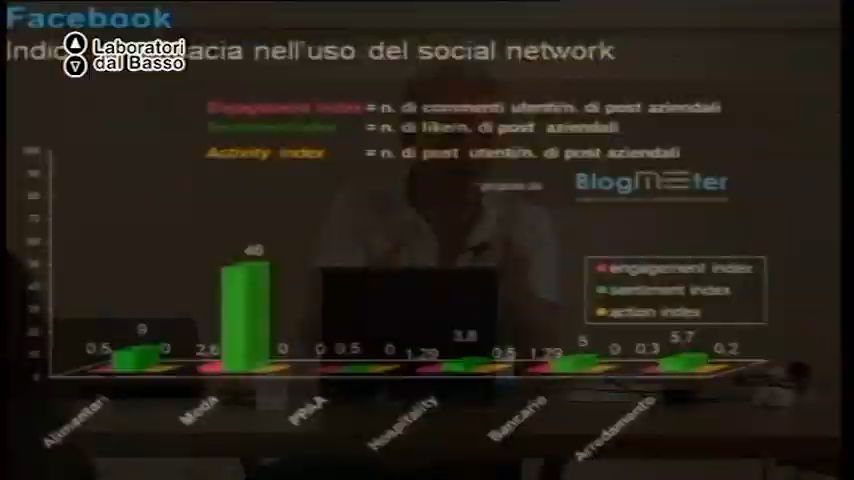 Facebook
acia nell'uso del social network
Laboratori
dal Basso
Engagement Index = n. di commenti utenti/n. di post aziendali
= n. di like/n. di post aziendali
Activity index = n. di post utenti/n. di post aziendali
BlogMeter
engagement index
sentiment index
action index
0.5 9 0 2.6 46 0 0 0.5 0 1.29 3.8 0.5 1.29 5 0 0.3 5.7 0.2
Alimentari Moda Hospitality Bancario Arredamento